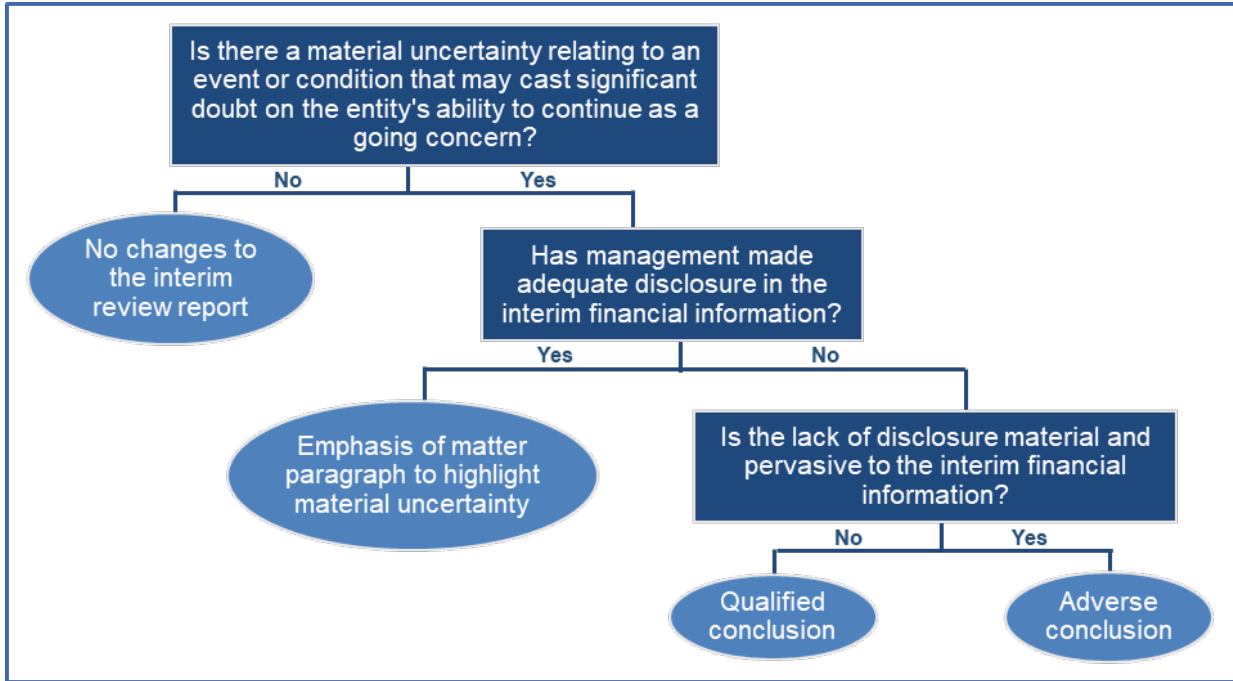 Is there a material uncertainty relating to an
event or condition that may cast significant
doubt on the entity's ability to continue as a
going concern?
No
Yes
No changes to
the interim
review report
Has management made
adequate disclosure in the
interim financial information?
Yes
No
Emphasis of matter
paragraph to highlight
material uncertainty
Is the lack of disclosure material and
pervasive to the interim financial
information?
No
Yes
Qualified
conclusion
Adverse
conclusion